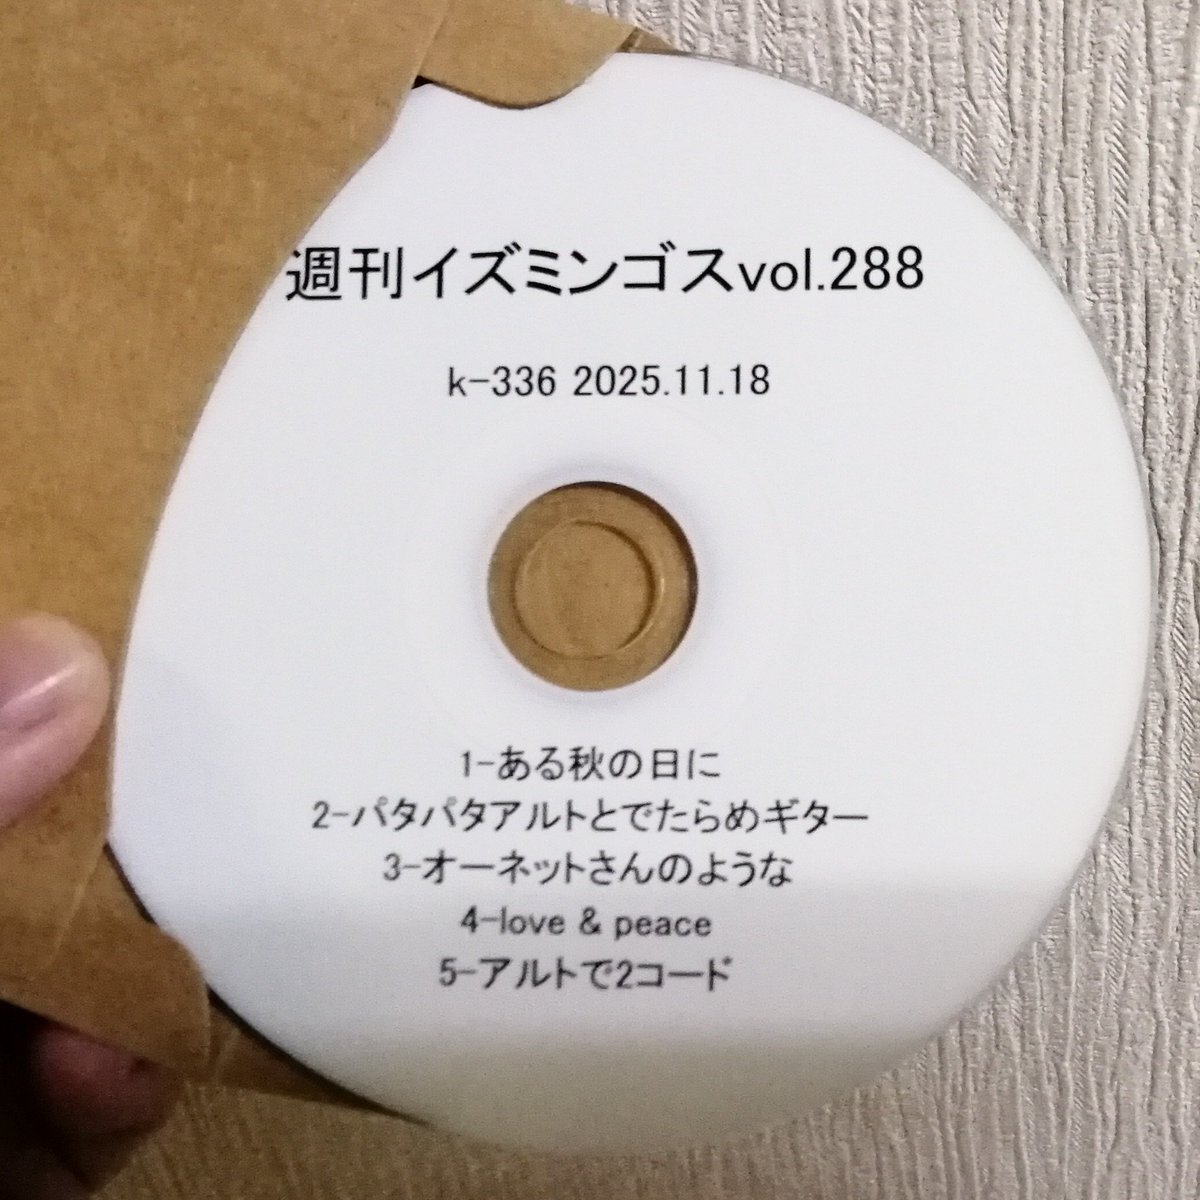 週刊イズミンゴスvol.288
k-336 2025.11.18
1-ある秋の日に
2-パタパタアルトとでたらめギター
3-オーネットさんのような
4-love & peace
5-アルトで2コード